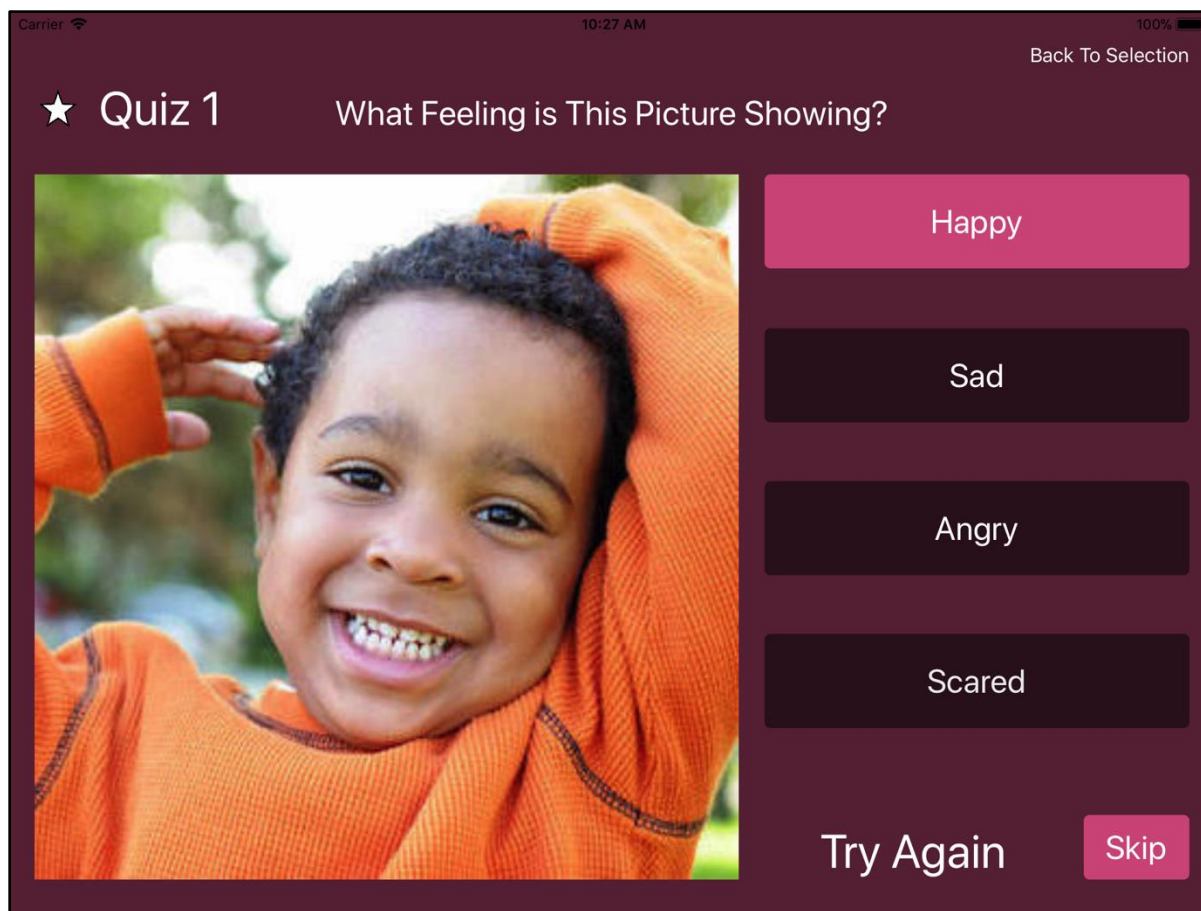 Carrier
10:27 AM
100%
Back To Selection
Quiz 1
What Feeling is This Picture Showing?
Happy
Sad
Angry
Scared
Try Again
Skip